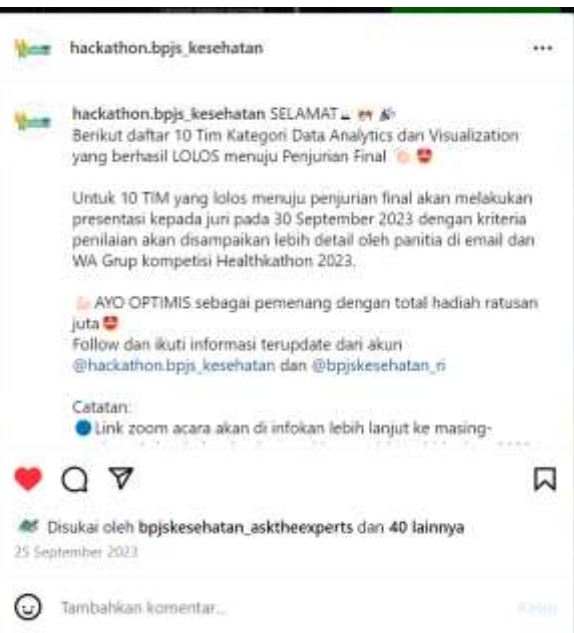 hackathon.bpjs_kesehatan
hackathon.bpjs_kesehatan SELAMAT
Berikut daftar 10 Tim Kategori Data Analytics dan Visualization
yang berhasil LOLOS menuju Penjurian Final
Untuk 10 TIM yang lolos menuju penjurian final akan melakukan
presentasi kepada juri pada 30 September 2023 dengan kriteria
penilaian akan disampaikan lebih detail oleh panitia di email dan
WA Grup kompetisi Healthkathon 2023.
AYO OPTIMIS sebagai pemenang dengan total hadiah ratusan
juta
Follow dan ikuti informasi terupdate dari akun
@hackathon.bpjs_kesehatan dan @bpjskesehatan_ri
Catatan:
Link zoom acara akan di infokan lebih lanjut ke masing-
Disukai oleh bpjskesehatan_asktheexperts dan 40 lainnya
25 September 2023
Tambahkan komentar...
Kirim